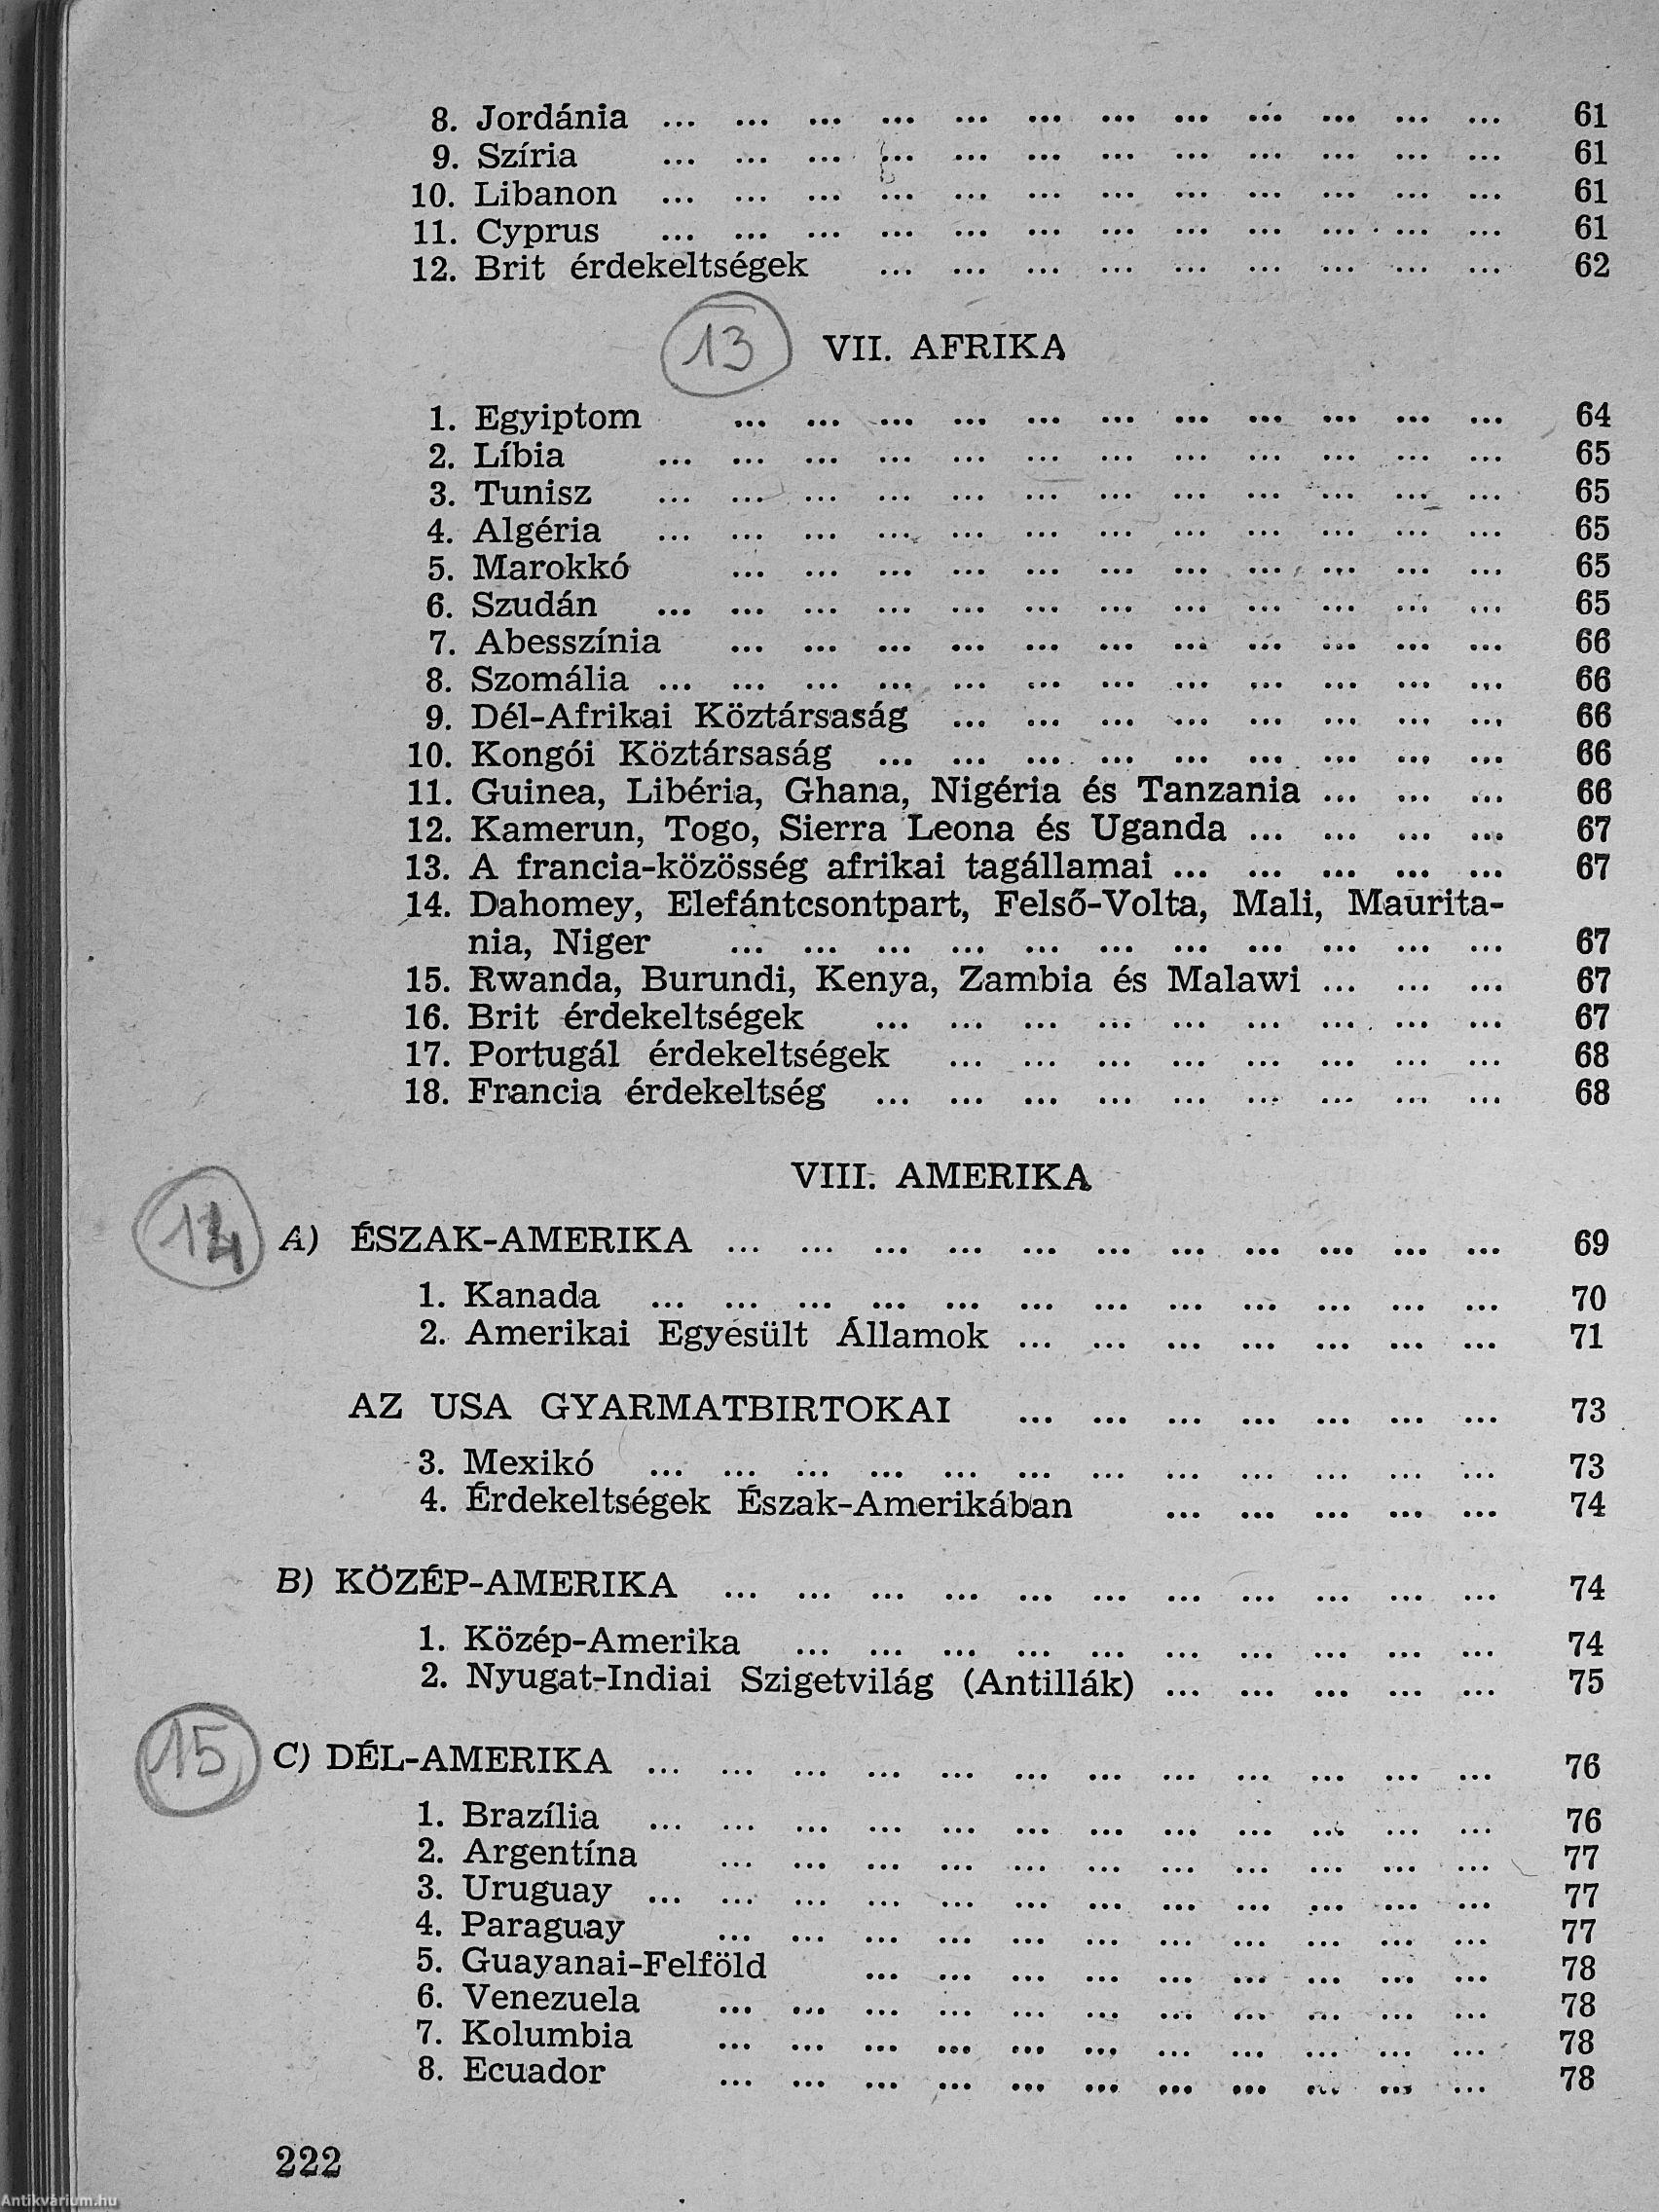 8. Jordánia ... ... ... ... ... ... ... ... ... ... ... ... 61
9. Szíria ... ... ... ... ... ... ... ... ... ... ... ... 61
10. Libanon ... ... ... ... ... ... ... ... ... ... ... ... 61
11. Cyprus ... ... ... ... ... ... ... ... ... ... ... ... 61
12. Brit érdekeltségek ... ... ... ... ... ... ... ... ... 62
13 VII. AFRIKA
1. Egyiptom ... ... ... ... ... ... ... ... ... ... ... 64
2. Líbia ... ... ... ... ... ... ... ... ... ... ... ... 65
3. Tunisz ... ... ... ... ... ... ... ... ... ... ... ... 65
4. Algéria ... ... ... ... ... ... ... ... ... ... ... ... 65
5. Marokkó ... ... ... ... ... ... ... ... ... ... ... 65
6. Szudán ... ... ... ... ... ... ... ... ... ... ... ... 65
7. Abesszínia ... ... ... ... ... ... ... ... ... ... ... 66
8. Szomália ... ... ... ... ... ... ... ... ... ... ... ... 66
9. Dél-Afrikai Köztársaság ... ... ... ... ... ... ... ... 66
10. Kongói Köztársaság ... ... ... ... ... ... ... ... ... 66
11. Guinea, Libéria, Ghana, Nigéria és Tanzania ... ... ... 66
12. Kamerun, Togo, Sierra Leona és Uganda ... ... ... ... 67
13. A francia-közösség afrikai tagállamai ... ... ... ... ... 67
14. Dahomey, Elefántcsontpart, Felső-Volta, Mali, Maurita-
nia, Niger ... ... ... ... ... ... ... ... ... ... ... 67
15. Rwanda, Burundi, Kenya, Zambia és Malawi ... ... ... 67
16. Brit érdekeltségek ... ... ... ... ... ... ... ... ... 67
17. Portugál érdekeltségek ... ... ... ... ... ... ... ... 68
18. Francia érdekeltség ... ... ... ... ... ... ... ... ... 68
VIII. AMERIKA
14 A) ÉSZAK-AMERIKA ... ... ... ... ... ... ... ... ... ... ... 69
1. Kanada ... ... ... ... ... ... ... ... ... ... ... ... 70
2. Amerikai Egyesült Államok ... ... ... ... ... ... ... 71
AZ USA GYARMATBIRTOKAI ... ... ... ... ... ... ... 73
3. Mexikó ... ... ... ... ... ... ... ... ... ... ... ... 73
4. Érdekeltségek Észak-Amerikában ... ... ... ... ... 74
B) KÖZÉP-AMERIKA ... ... ... ... ... ... ... ... ... ... ... 74
1. Közép-Amerika ... ... ... ... ... ... ... ... ... ... 74
2. Nyugat-Indiai Szigetvilág (Antillák) ... ... ... ... ... 75
15 C) DÉL-AMERIKA ... ... ... ... ... ... ... ... ... ... ... ... 76
1. Brazília ... ... ... ... ... ... ... ... ... ... ... ... 76
2. Argentína ... ... ... ... ... ... ... ... ... ... ... 77
3. Uruguay ... ... ... ... ... ... ... ... ... ... ... ... 77
4. Paraguay ... ... ... ... ... ... ... ... ... ... ... 77
5. Guayanai-Felföld ... ... ... ... ... ... ... ... ... 78
6. Venezuela ... ... ... ... ... ... ... ... ... ... ... 78
7. Kolumbia ... ... ... ... ... ... ... ... ... ... ... 78
8. Ecuador ... ... ... ... ... ... ... ... ... ... ... 78
222
Antikvárium.hu